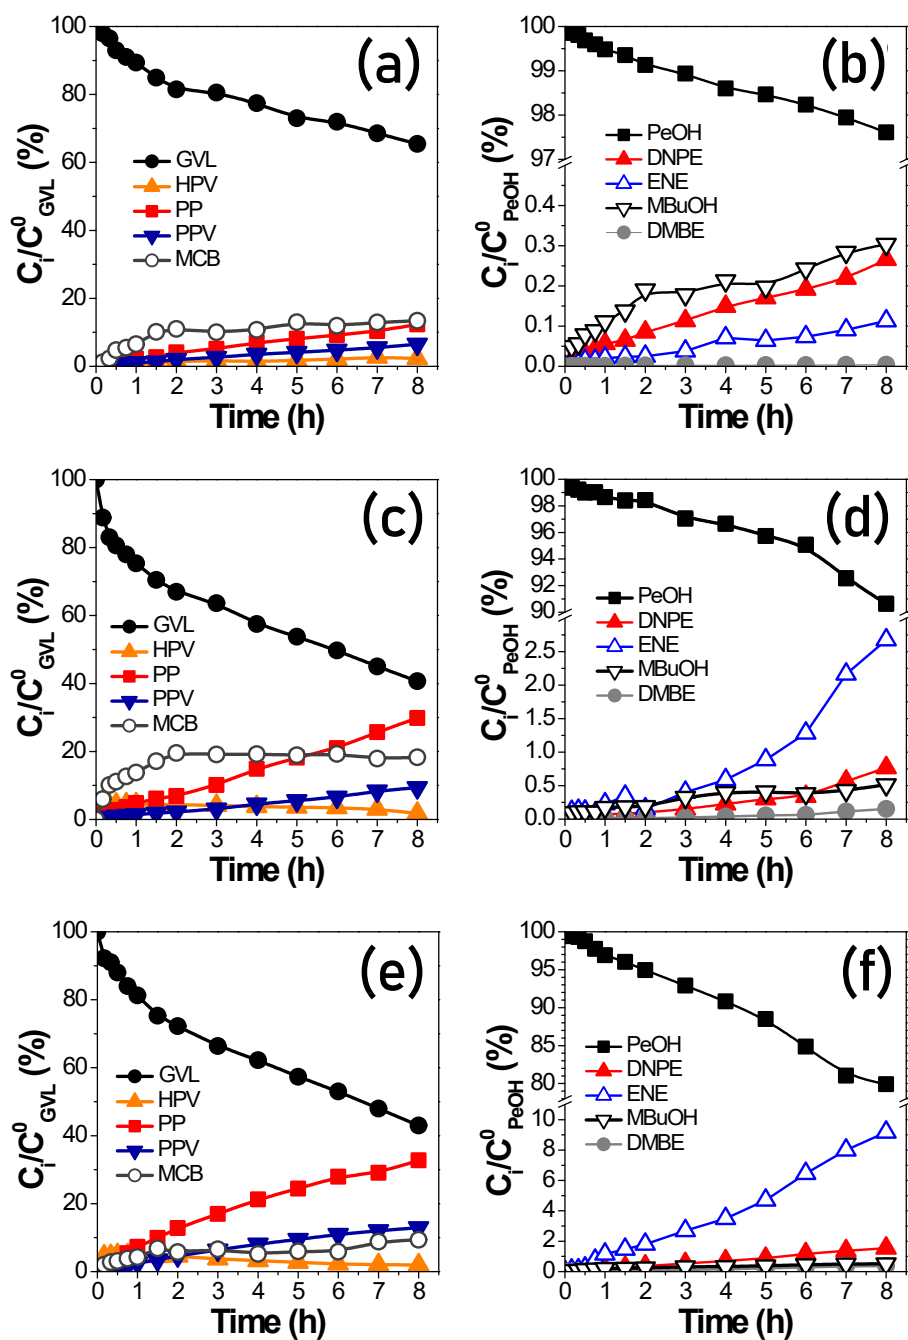 (a)
100
80
60
40
20
0
C_i/C^0_GVL (%)
GVL
HPV
PP
PPV
MCB
0 1 2 3 4 5 6 7 8
Time (h)
(b)
100
99
98
97
0.4
0.3
0.2
0.1
0.0
C_i/C^0_PeOH (%)
PeOH
DNPE
ENE
MBuOH
DMBE
0 1 2 3 4 5 6 7 8
Time (h)
(c)
100
80
60
40
20
0
C_i/C^0_GVL (%)
GVL
HPV
PP
PPV
MCB
0 1 2 3 4 5 6 7 8
Time (h)
(d)
100
98
96
94
92
90
2.5
2.0
1.5
1.0
0.5
0.0
C_i/C^0_PeOH (%)
PeOH
DNPE
ENE
MBuOH
DMBE
0 1 2 3 4 5 6 7 8
Time (h)
(e)
100
80
60
40
20
0
C_i/C^0_GVL (%)
GVL
HPV
PP
PPV
MCB
0 1 2 3 4 5 6 7 8
Time (h)
(f)
100
95
90
85
80
10
8
6
4
2
0
C_i/C^0_PeOH (%)
PeOH
DNPE
ENE
MBuOH
DMBE
0 1 2 3 4 5 6 7 8
Time (h)